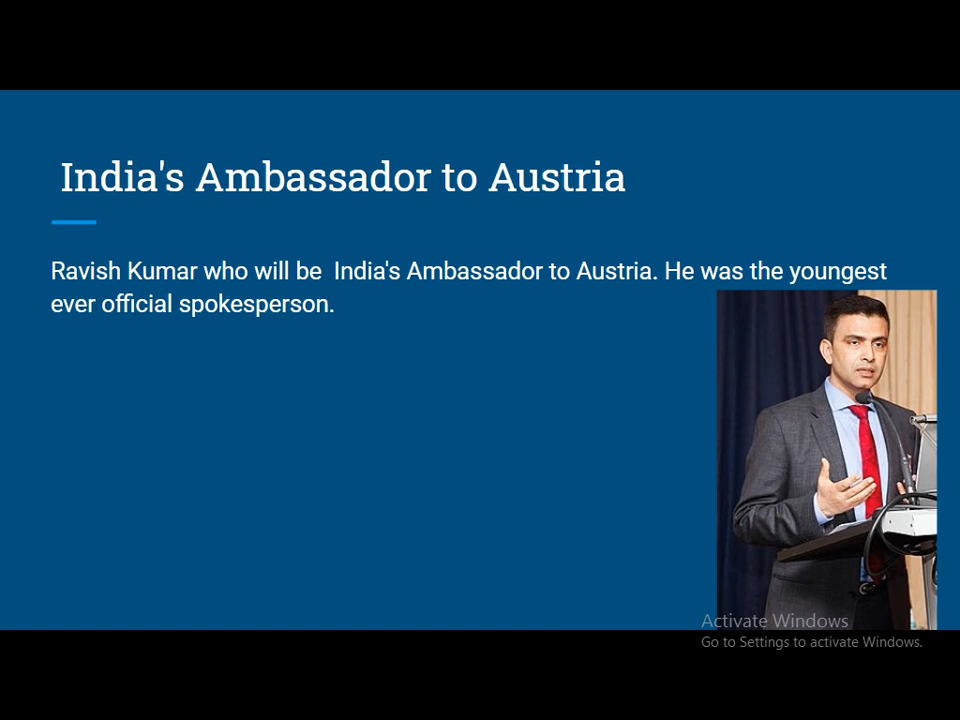 India's Ambassador to Austria
Ravish Kumar who will be  India's Ambassador to Austria. He was the youngest
ever official spokesperson.
Activate Windows
Go to Settings to activate Windows.